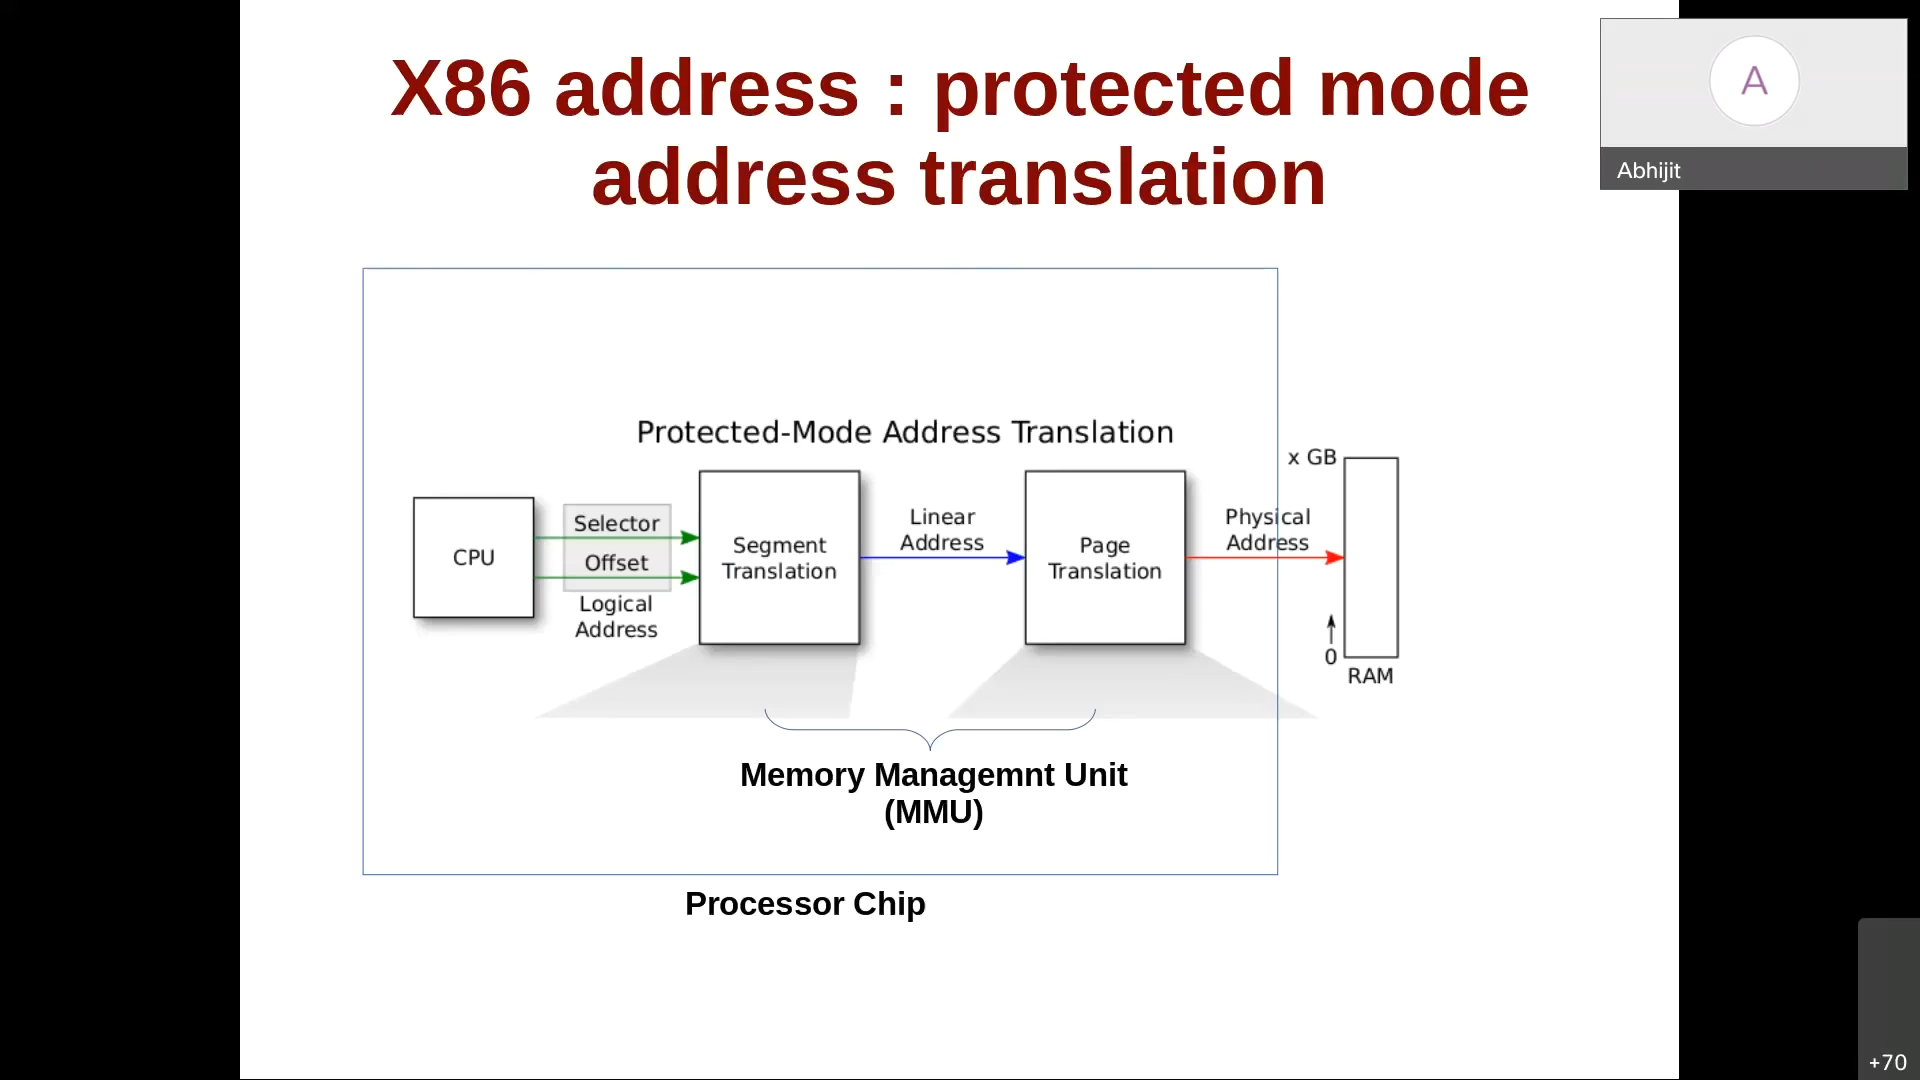 X86 address : protected mode
address translation
A
Abhijit
Protected-Mode Address Translation
CPU
Selector
Offset
Logical
Address
Segment
Translation
Linear
Address
Page
Translation
Physical
Address
x GB
0
RAM
Memory Managemnt Unit
(MMU)
Processor Chip
+70